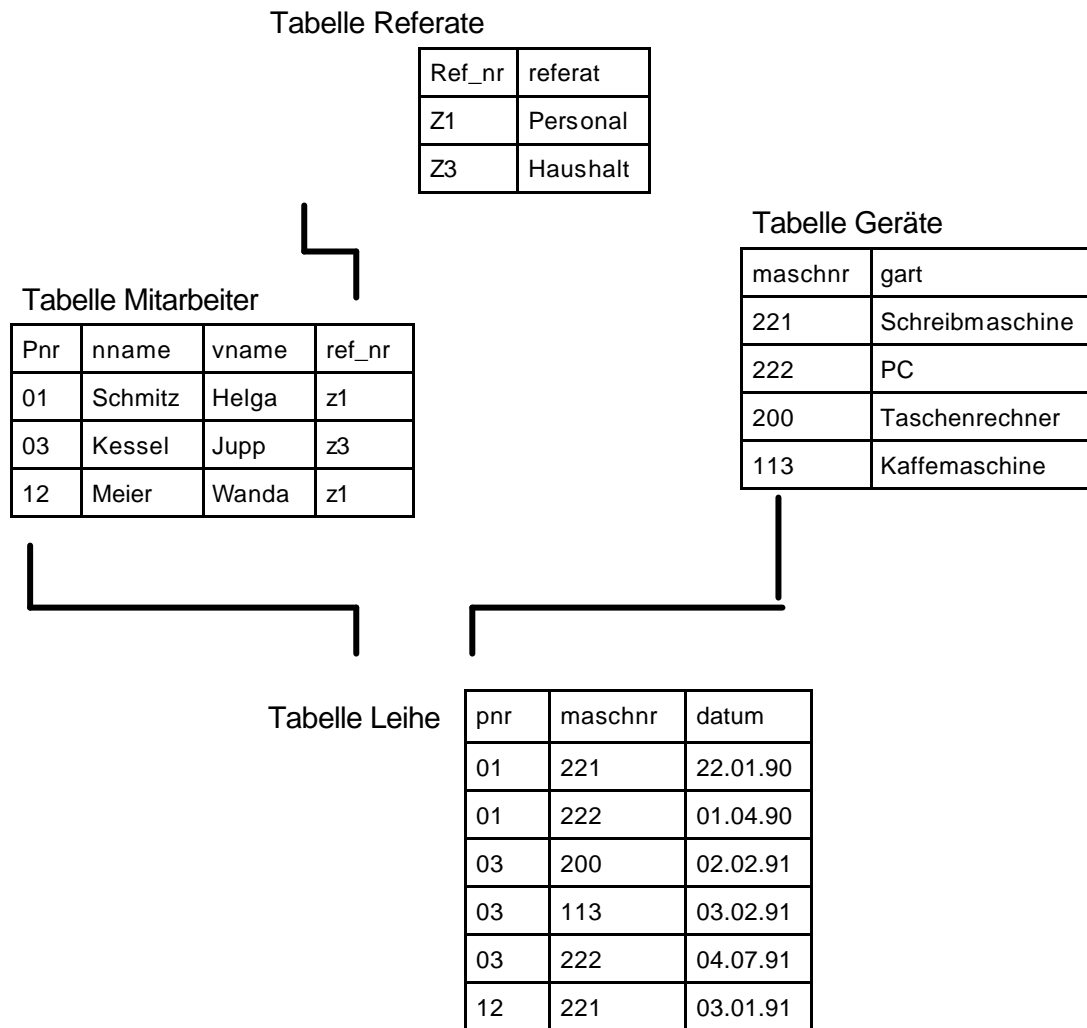 Tabelle Referate
Ref_nr referat
Z1 Personal
Z3 Haushalt
Tabelle Geräte
maschnr gart
221 Schreibmaschine
222 PC
200 Taschenrechner
113 Kaffemaschine
Tabelle Mitarbeiter
Pnr nname vname ref_nr
01 Schmitz Helga z1
03 Kessel Jupp z3
12 Meier Wanda z1
Tabelle Leihe
pnr maschnr datum
01 221 22.01.90
01 222 01.04.90
03 200 02.02.91
03 113 03.02.91
03 222 04.07.91
12 221 03.01.91